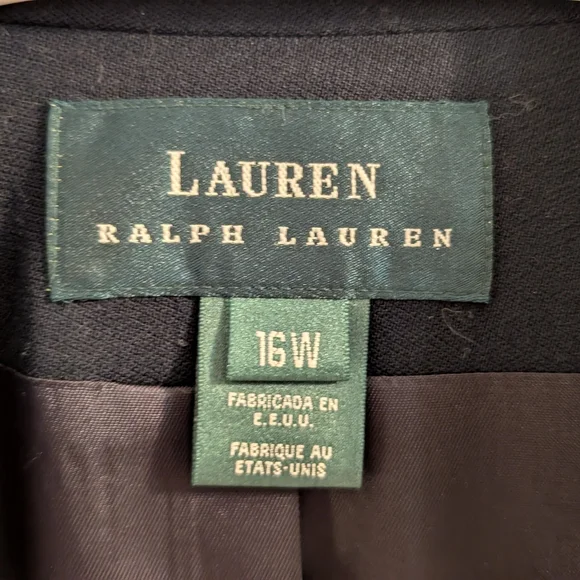 LAUREN
RALPH LAUREN
16W
FABRICADA EN
E.E.U.U.
FABRIQUE AU
ETATS-UNIS